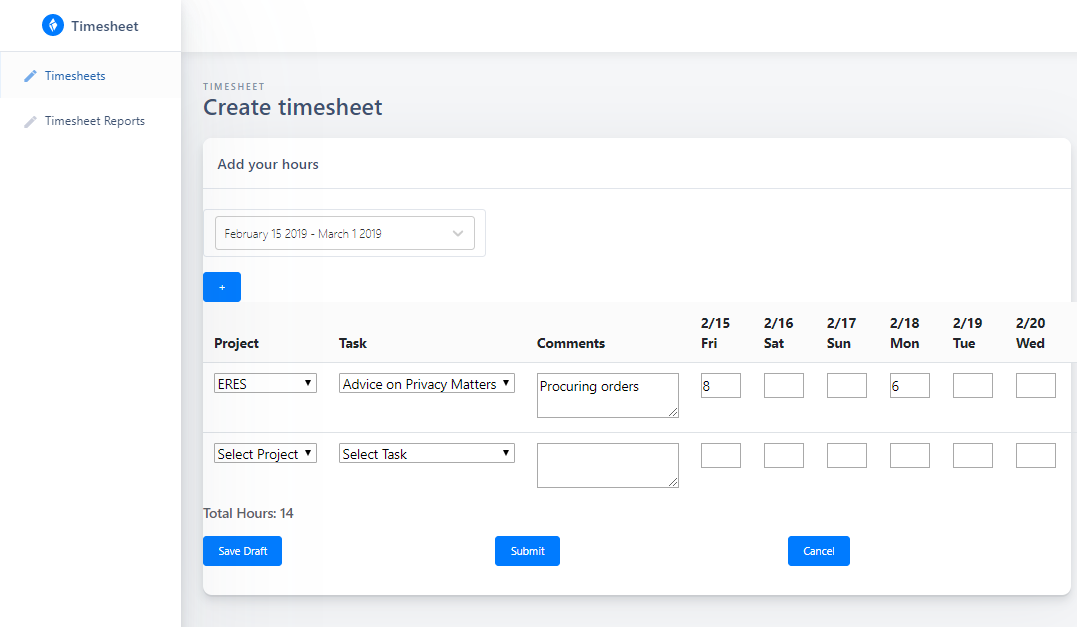 Timesheet
Timesheets
Timesheet Reports
TIMESHEET
Create timesheet
Add your hours
February 15 2019 - March 1 2019
+
Project Task Comments 2/15 Fri 2/16 Sat 2/17 Sun 2/18 Mon 2/19 Tue 2/20 Wed
ERES Advice on Privacy Matters Procuring orders 8 6
Select Project Select Task
Total Hours: 14
Save Draft Submit Cancel